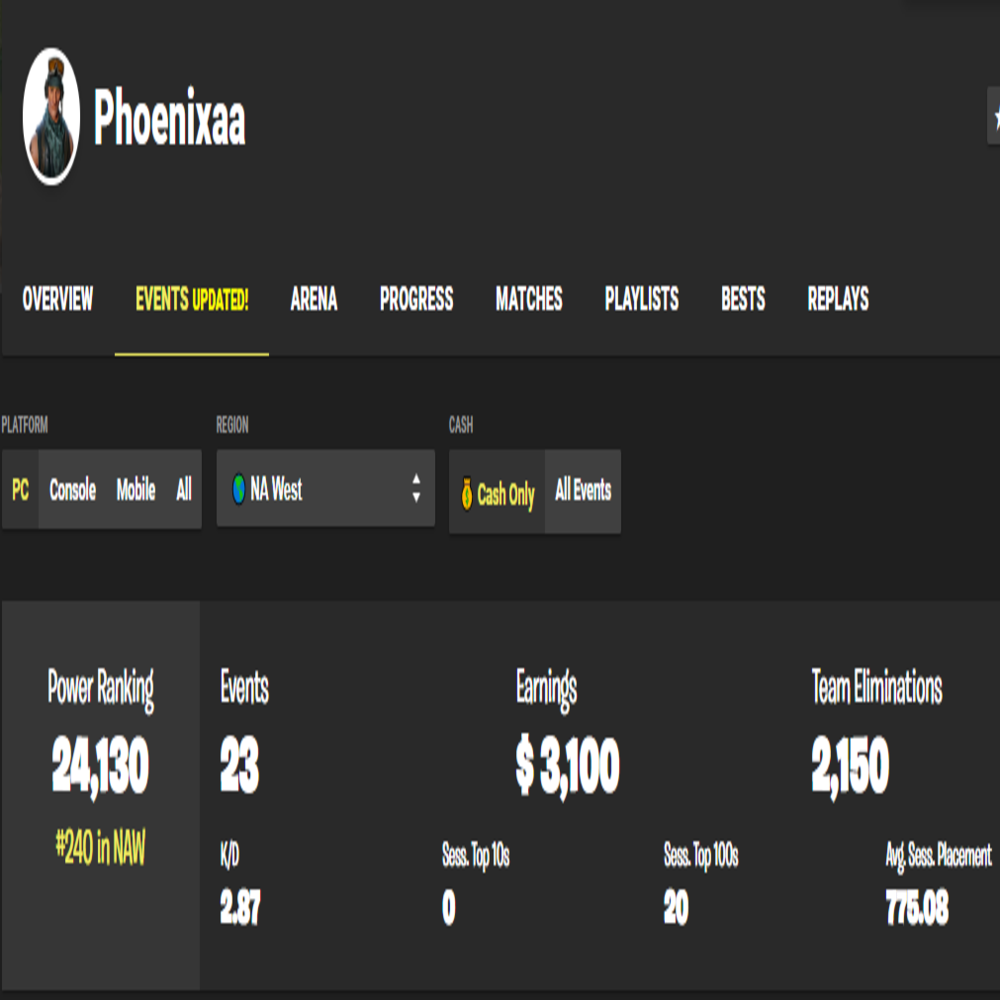 Phoenixaa
OVERVIEW EVENTS UPDATED! ARENA PROGRESS MATCHES PLAYLISTS BESTS REPLAYS
PLATFORM REGION CASH
PC Console Mobile All NA West Cash Only All Events
Power Ranking Events Earnings Team Eliminations
24,130 23 $ 3,100 2,150
#240 in NAW K/D Sess. Top 10s Sess. Top 100s Avg. Sess. Placement
2.87 0 20 775.08